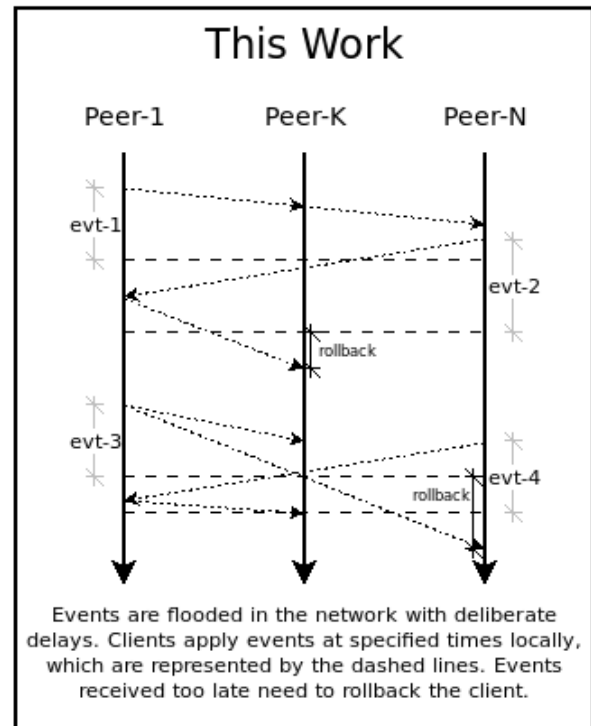 This Work
Peer-1 Peer-K Peer-N
evt-1
evt-2
rollback
evt-3
evt-4
rollback
Events are flooded in the network with deliberate
delays. Clients apply events at specified times locally,
which are represented by the dashed lines. Events
received too late need to rollback the client.